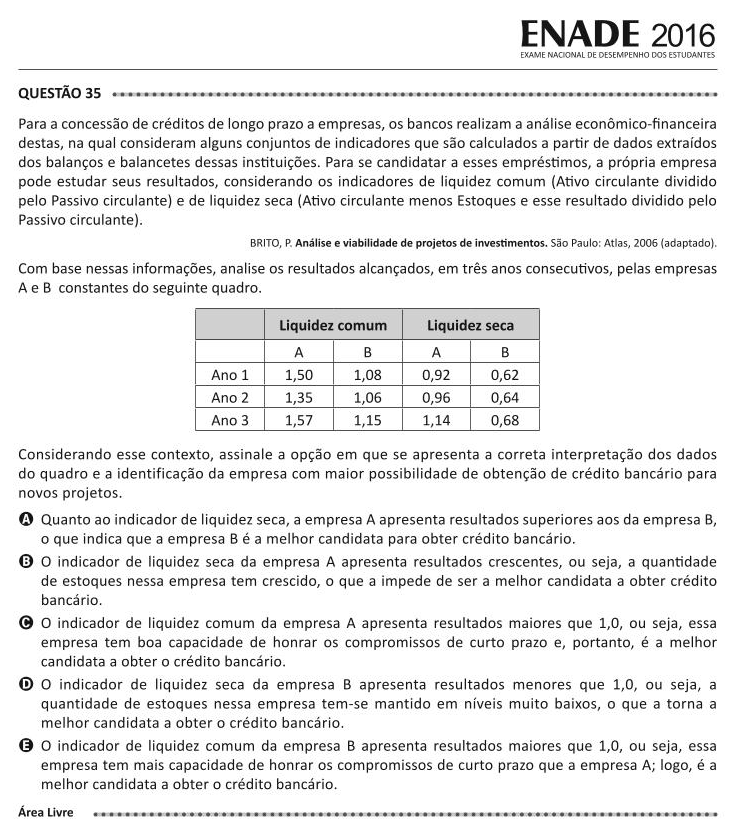 ENADE 2016
EXAME NACIONAL DE DESEMPENHO DOS ESTUDANTES
QUESTÃO 35
Para a concessão de créditos de longo prazo a empresas, os bancos realizam a análise econômico-financeira
destas, na qual consideram alguns conjuntos de indicadores que são calculados a partir de dados extraídos
dos balanços e balancetes dessas instituições. Para se candidatar a esses empréstimos, a própria empresa
pode estudar seus resultados, considerando os indicadores de liquidez comum (Ativo circulante dividido
pelo Passivo circulante) e de liquidez seca (Ativo circulante menos Estoques e esse resultado dividido pelo
Passivo circulante).
BRITO, P. Análise e viabilidade de projetos de investimentos. São Paulo: Atlas, 2006 (adaptado).
Com base nessas informações, analise os resultados alcançados, em três anos consecutivos, pelas empresas
A e B constantes do seguinte quadro.
Liquidez comum Liquidez seca
A B A B
Ano 1 1,50 1,08 0,92 0,62
Ano 2 1,35 1,06 0,96 0,64
Ano 3 1,57 1,15 1,14 0,68
Considerando esse contexto, assinale a opção em que se apresenta a correta interpretação dos dados
do quadro e a identificação da empresa com maior possibilidade de obtenção de crédito bancário para
novos projetos.
A Quanto ao indicador de liquidez seca, a empresa A apresenta resultados superiores aos da empresa B,
o que indica que a empresa B é a melhor candidata para obter crédito bancário.
B O indicador de liquidez seca da empresa A apresenta resultados crescentes, ou seja, a quantidade
de estoques nessa empresa tem crescido, o que a impede de ser a melhor candidata a obter crédito
bancário.
C O indicador de liquidez comum da empresa A apresenta resultados maiores que 1,0, ou seja, essa
empresa tem boa capacidade de honrar os compromissos de curto prazo e, portanto, é a melhor
candidata a obter o crédito bancário.
D O indicador de liquidez seca da empresa B apresenta resultados menores que 1,0, ou seja, a
quantidade de estoques nessa empresa tem-se mantido em níveis muito baixos, o que a torna a
melhor candidata a obter o crédito bancário.
E O indicador de liquidez comum da empresa B apresenta resultados maiores que 1,0, ou seja, essa
empresa tem mais capacidade de honrar os compromissos de curto prazo que a empresa A; logo, é a
melhor candidata a obter o crédito bancário.
Área Livre